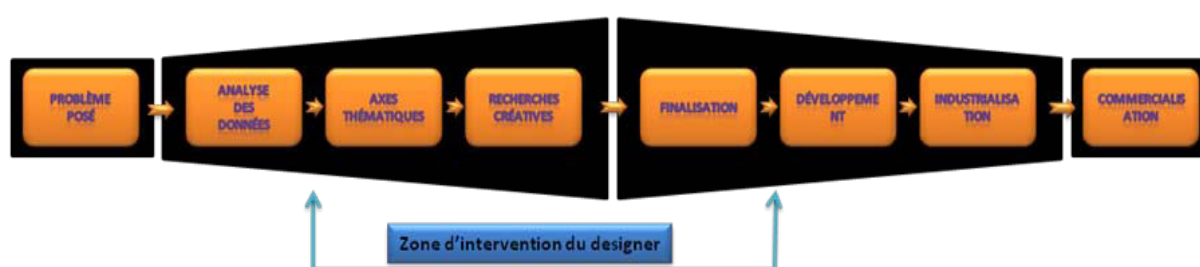 PROBLÈME
POSÉ
ANALYSE
DES
DONNÉES
AXES
THÉMATIQUES
RECHERCHES
CRÉATIVES
FINALISATION
DÉVELOPPEME
NT
INDUSTRIALISA
TION
COMMERCIALIS
ATION
Zone d'intervention du designer